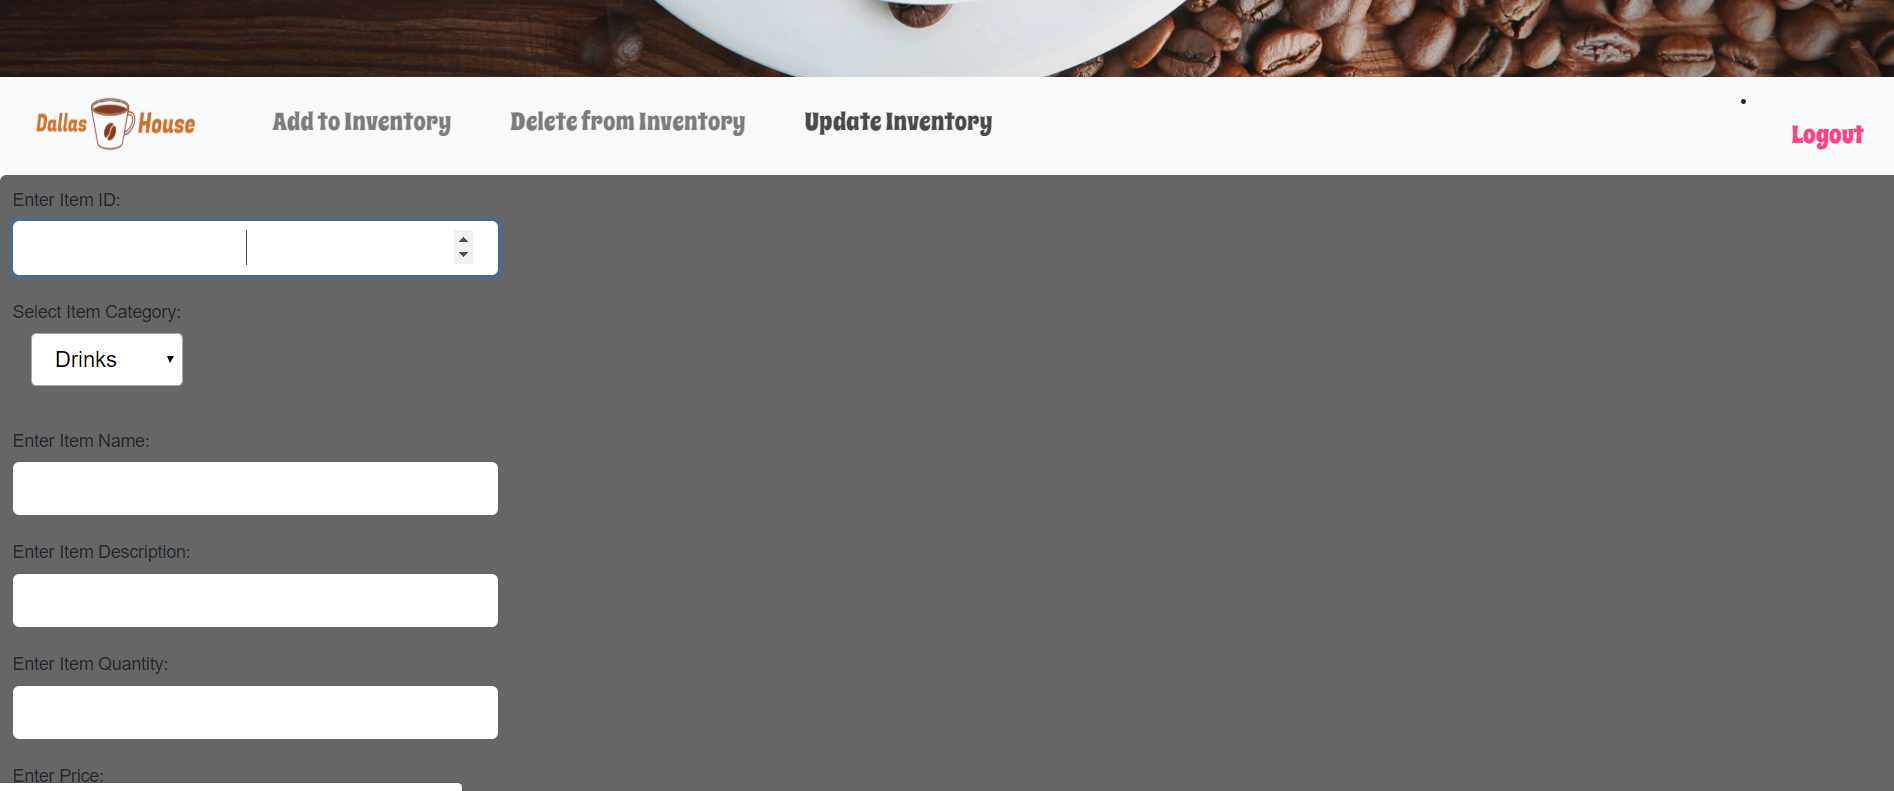 Dallas House
Add to Inventory
Delete from Inventory
Update Inventory
Logout
Enter Item ID:
Select Item Category:
Drinks
Enter Item Name:
Enter Item Description:
Enter Item Quantity:
Enter Price: